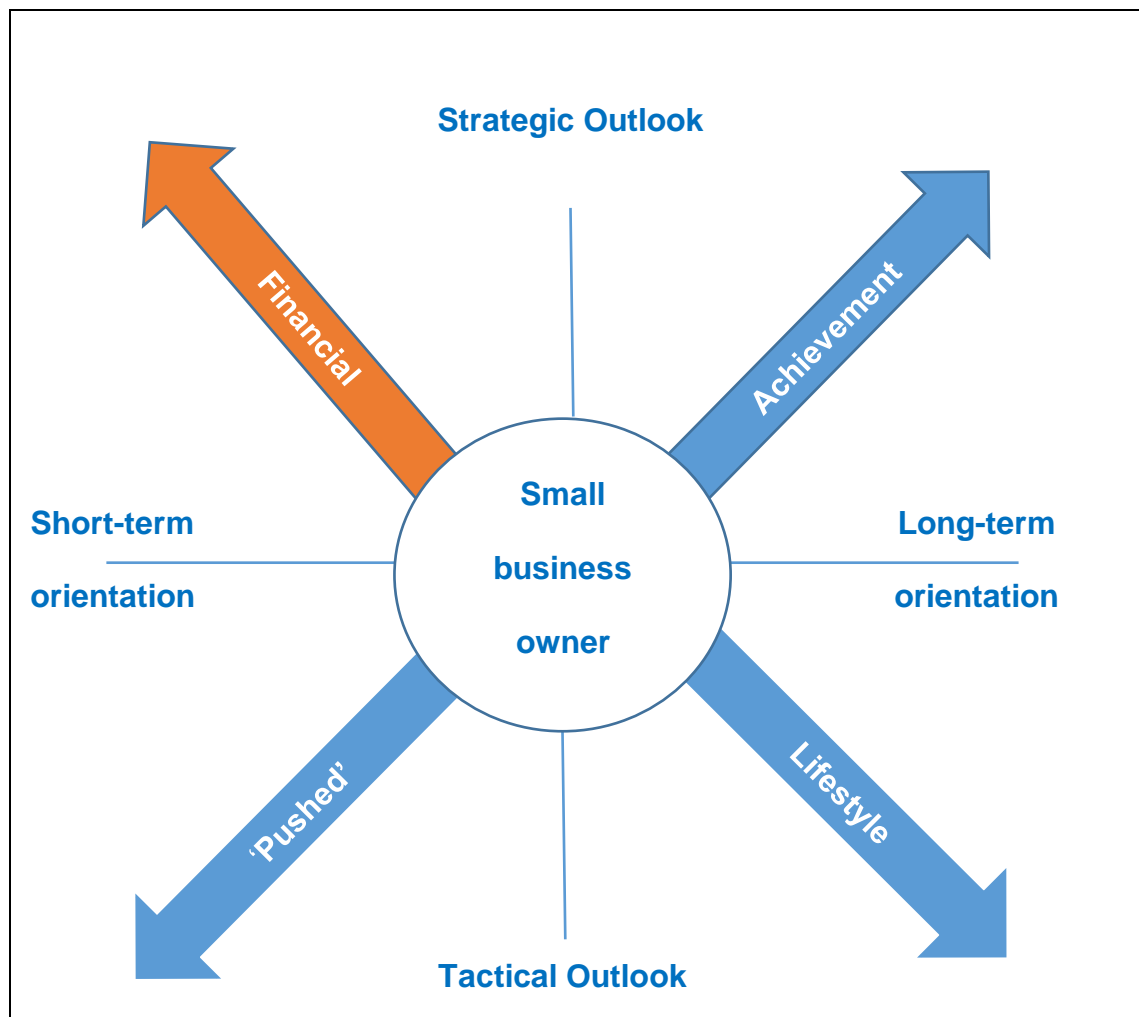 Strategic Outlook
Financial
Achievement
Short-term
orientation
Small
business
owner
Long-term
orientation
‘Pushed’
Lifestyle
Tactical Outlook